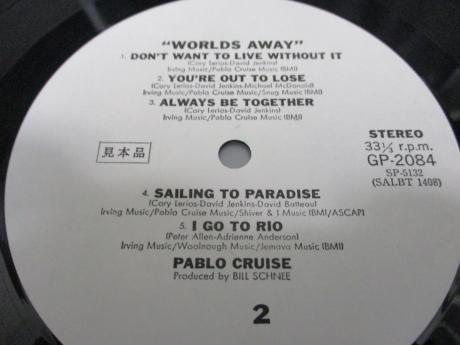 "WORLDS AWAY"
1. DON'T WANT TO LIVE WITHOUT IT
(Cory Lerios-David Jenkins)
Irving Music/Pablo Cruise Music (BMI)
2. YOU'RE OUT TO LOSE
(Cory Lerios-David Jenkins-Michael McDonald)
Irving Music/Pablo Cruise Music/Snug Music (BMI)
3. ALWAYS BE TOGETHER
(Cory Lerios-David Jenkins)
Irving Music/Pablo Cruise Music (BMI)
見本品
STEREO
33⅓ r.p.m.
GP-2084
SP-5132
(SALBT 1408)
4. SAILING TO PARADISE
(Cory Lerios-David Jenkins-David Batteau)
Irving Music/Pablo Cruise Music/Shiver & I Music (BMI/ASCAP)
5. I GO TO RIO
(Peter Allen-Adrienne Anderson)
Irving Music/Woolnough Music/Jemava Music (BMI)
PABLO CRUISE
Produced by BILL SCHNEE
2